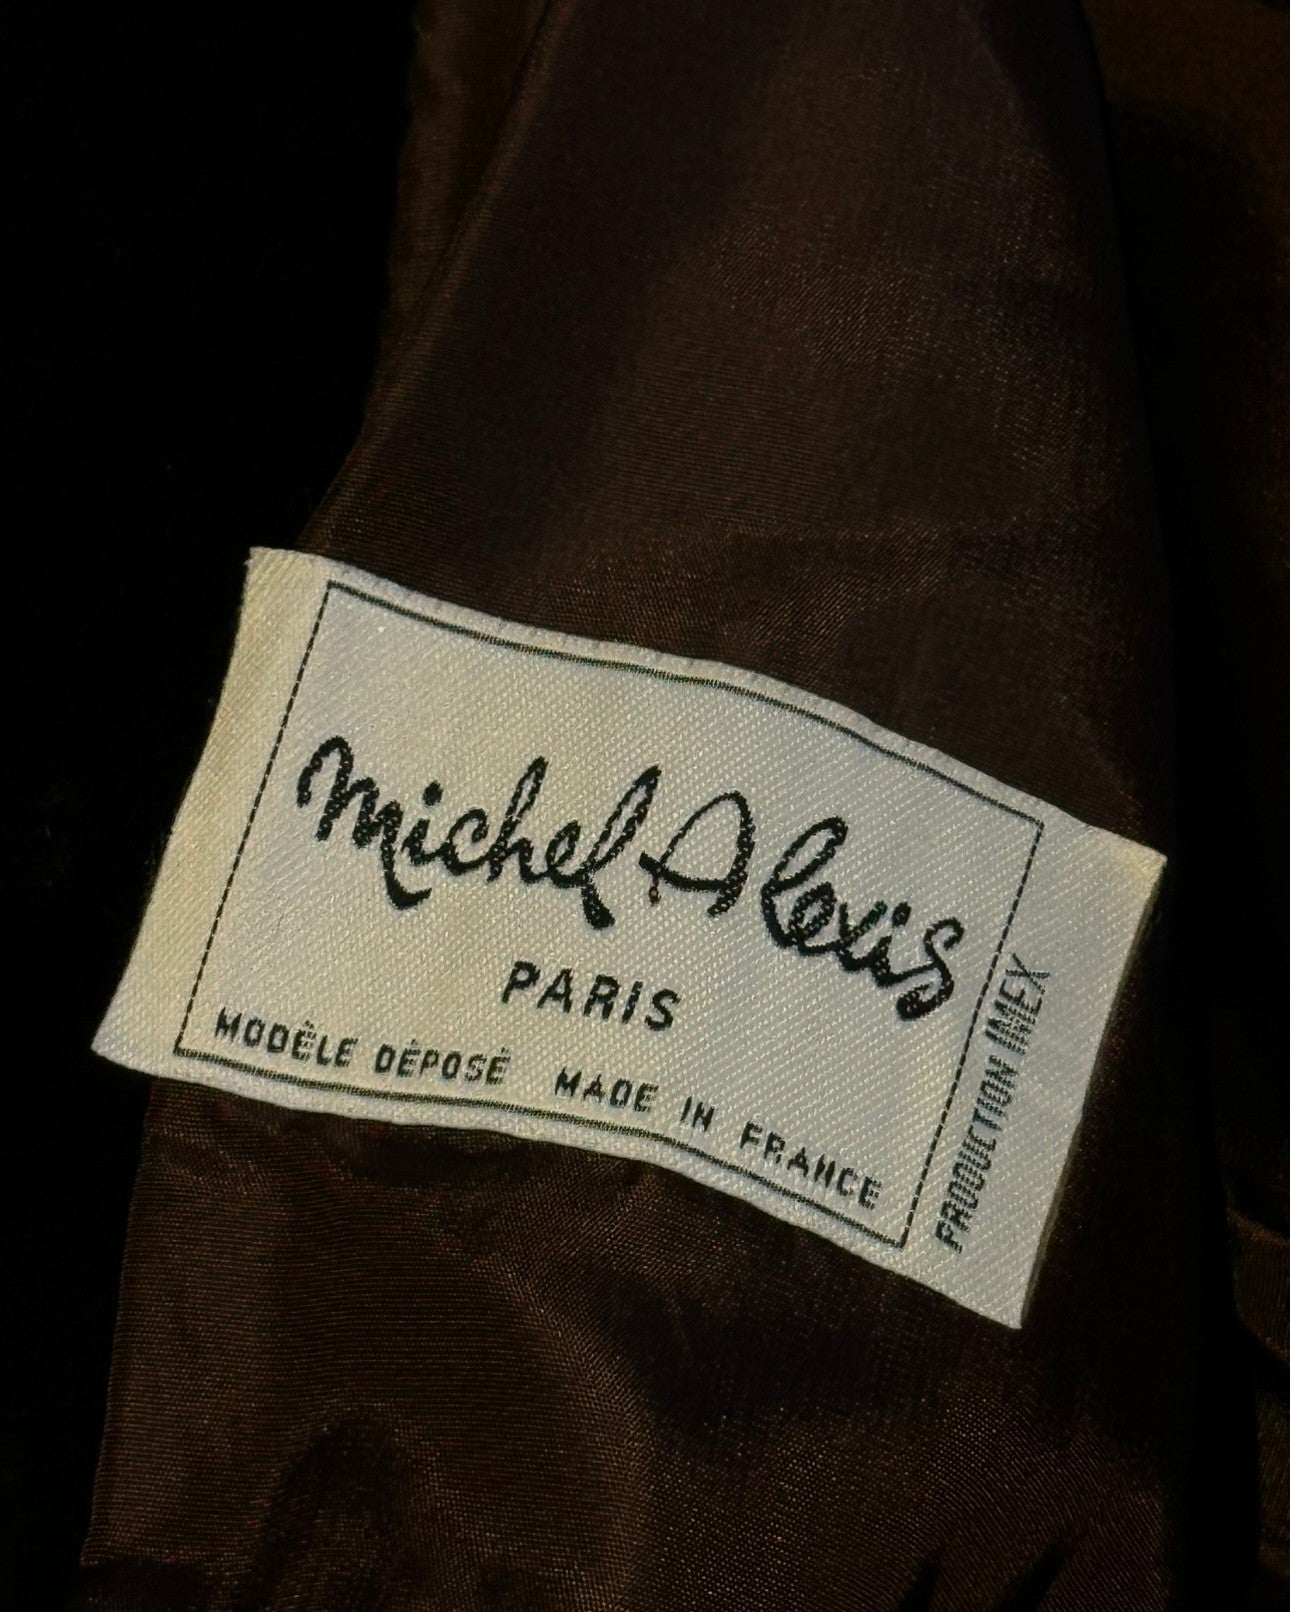 Michel Alexis
PARIS
MODÈLE DÉPOSÉ MADE IN FRANCE
PRODUCTION IMEX